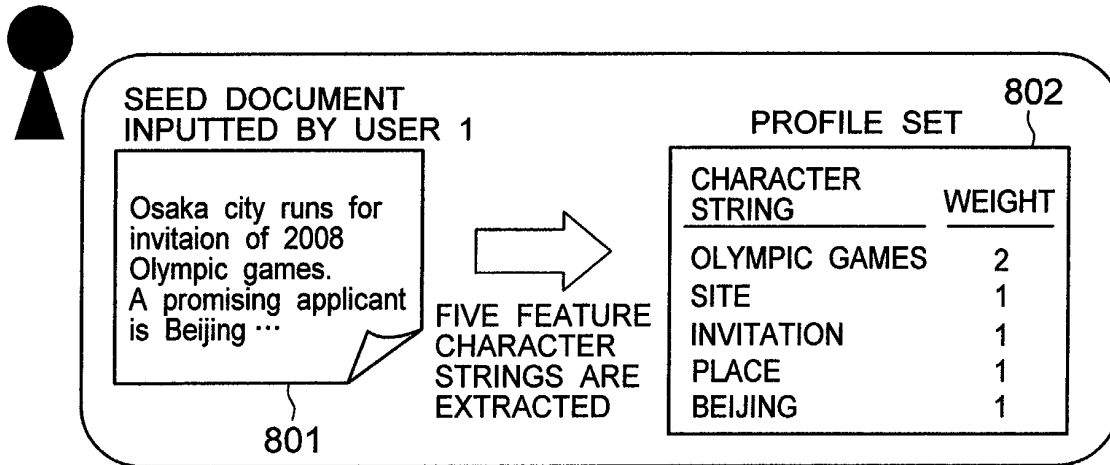 SEED DOCUMENT
INPUTTED BY USER 1
Osaka city runs for
invitaion of 2008
Olympic games.
A promising applicant
is Beijing ···
801
FIVE FEATURE
CHARACTER
STRINGS ARE
EXTRACTED
802
PROFILE SET
CHARACTER
STRING WEIGHT
OLYMPIC GAMES 2
SITE 1
INVITATION 1
PLACE 1
BEIJING 1